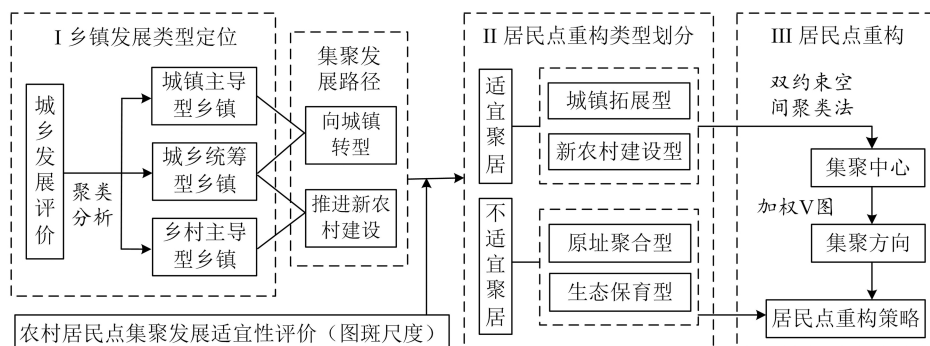 I 乡镇发展类型定位
城乡发展评价
聚类
分析
城镇主导
型乡镇
城乡统筹
型乡镇
乡村主导
型乡镇
集聚发
展路径
向城镇
转型
推进新农
村建设
农村居民点集聚发展适宜性评价（图斑尺度）
II 居民点重构类型划分
适宜聚居
城镇拓展型
新农村建设型
不适宜聚居
原址聚合型
生态保育型
III 居民点重构
双约束空
间聚类法
集聚中心
加权V图
集聚方向
居民点重构策略